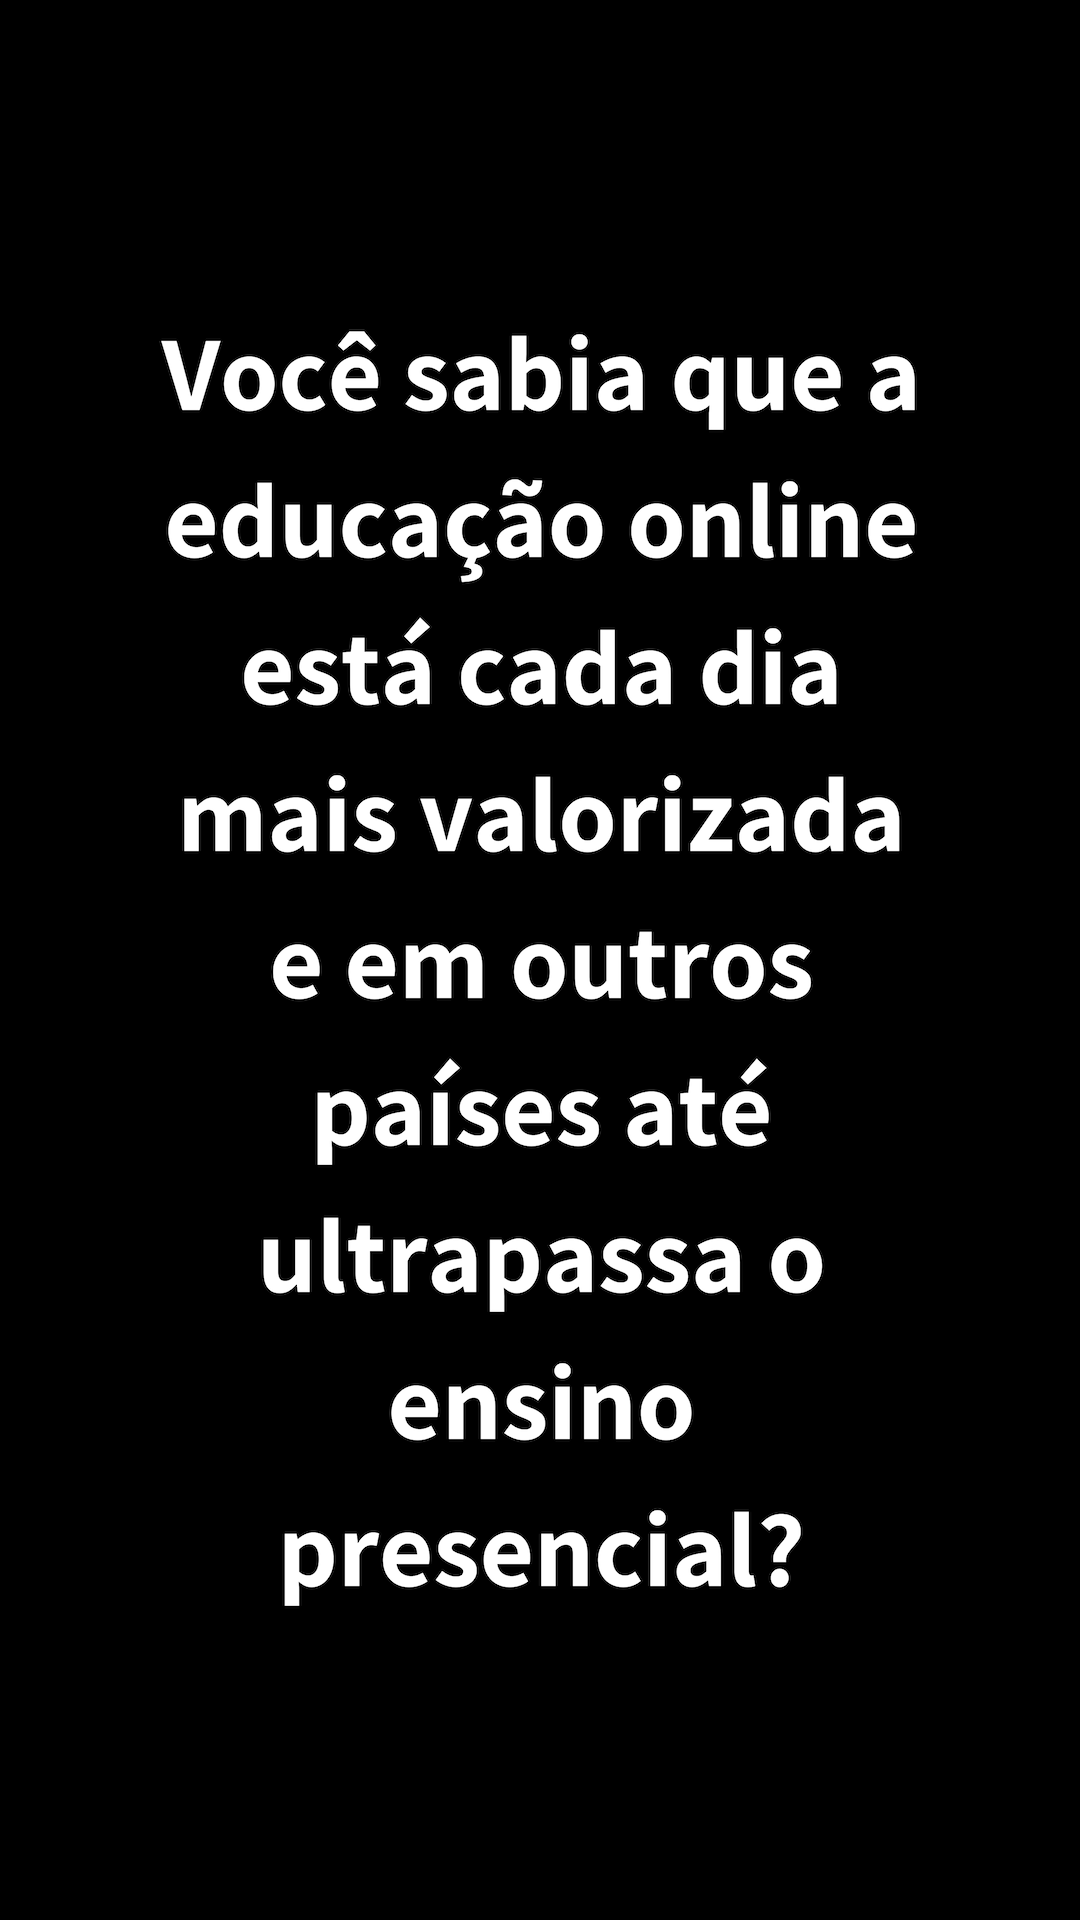 Você sabia que a
educação online
está cada dia
mais valorizada
e em outros
países até
ultrapassa o
ensino
presencial?